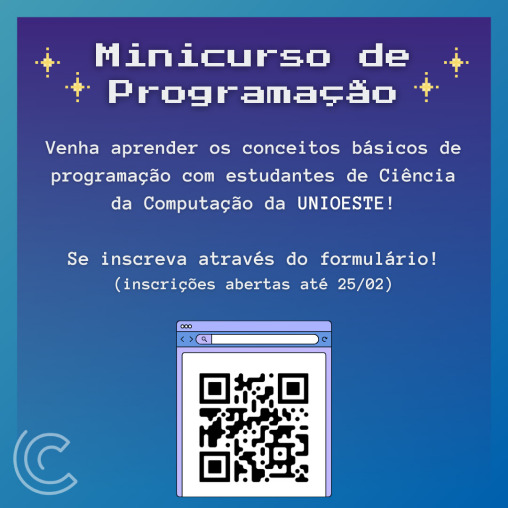 Minicurso de
Programação
Venha aprender os conceitos básicos de
programação com estudantes de Ciência
da Computação da UNIOESTE!
Se inscreva através do formulário!
(inscrições abertas até 25/02)